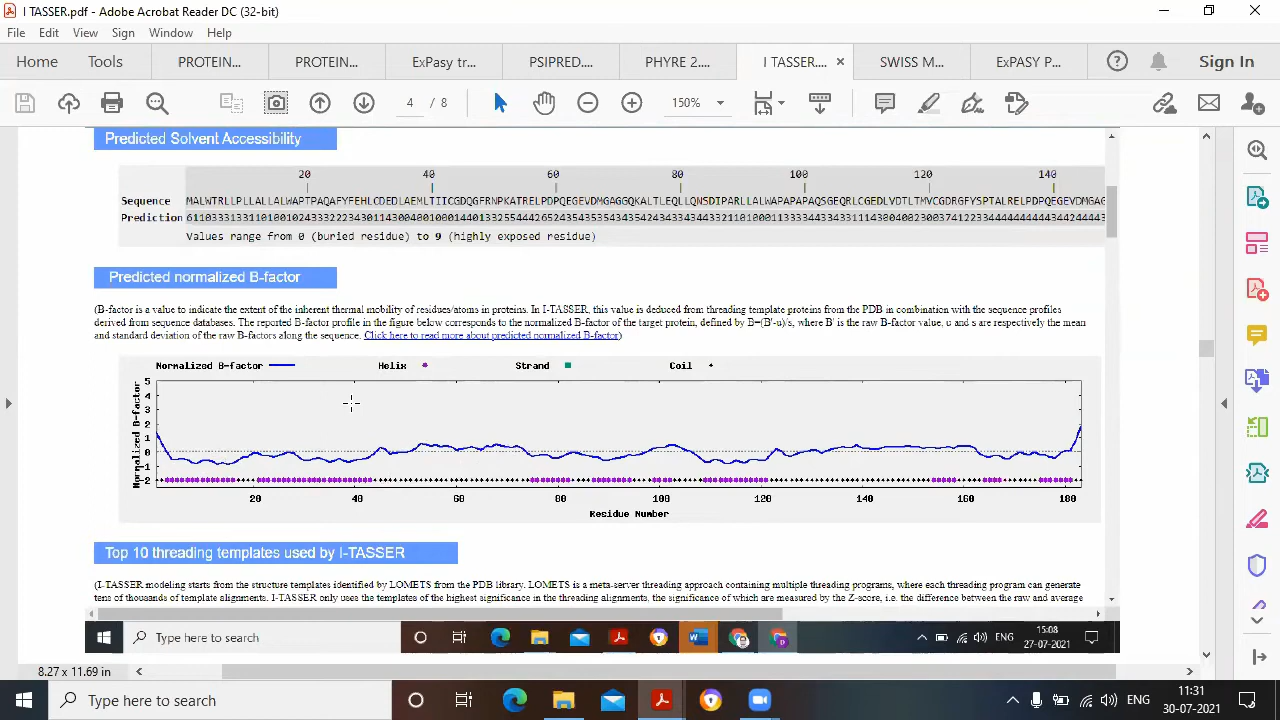 I TASSER.pdf - Adobe Acrobat Reader DC (32-bit)
File Edit View Sign Window Help
Home Tools PROTEIN... PROTEIN... ExPasy tr... PSIPRED.... PHYRE 2.... I TASSER.... SWISS M... ExPASY P... Sign In
4 / 8 150%
Predicted Solvent Accessibility
20 40 60 80 100 120 140
Sequence
Prediction
Values range from 0 (buried residue) to 9 (highly exposed residue)
Predicted normalized B-factor
(B-factor is a value to indicate the extent of the inherent thermal mobility of residues/atoms in proteins. In I-TASSER, this value is deduced from threading template proteins from the PDB in combination with the sequence profiles
derived from sequence databases. The reported B-factor profile in the figure below corresponds to the normalized B-factor of the target protein, defined by B=(B'-u)/s, where B' is the raw B-factor value, u and s are respectively the mean
and standard deviation of the raw B-factors along the sequence. Click here to read more about predicted normalized B-factor)
Normalized B-factor Helix Strand Coil
Normalized B-factor
5
4
3
2
1
0
-1
-2
20 40 60 80 100 120 140 160 180
Residue Number
Top 10 threading templates used by I-TASSER
(I-TASSER modeling starts from the structure templates identified by LOMETS from the PDB library. LOMETS is a meta-server threading approach containing multiple threading programs, where each threading program can generate
tens of thousands of template alignments. I-TASSER only uses the templates of the highest significance in the threading alignments, the significance of which are measured by the Z-score, i.e. the difference between the raw and average
Type here to search ENG 15:08
27-07-2021
8.27 x 11.69 in
Type here to search ENG 11:31
30-07-2021